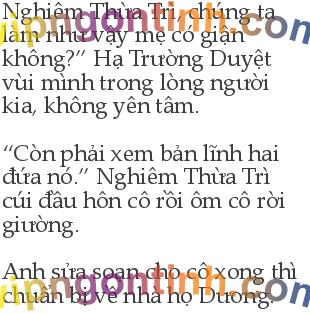 Nghiêm Thừa Trì, chúng ta
làm như vậy mẹ có giận
không?” Hạ Trường Duyệt
vùi mình trong lòng người
kia, không yên tâm.
“Còn phải xem bản lĩnh hai
đứa nó.” Nghiêm Thừa Trì
cúi đầu hôn cô rồi ôm cô rời
giường.
Anh sửa soạn cho cô xong thì
chuẩn bị về nhà họ Dương.
vipngontinh.com
vipngontinh.com